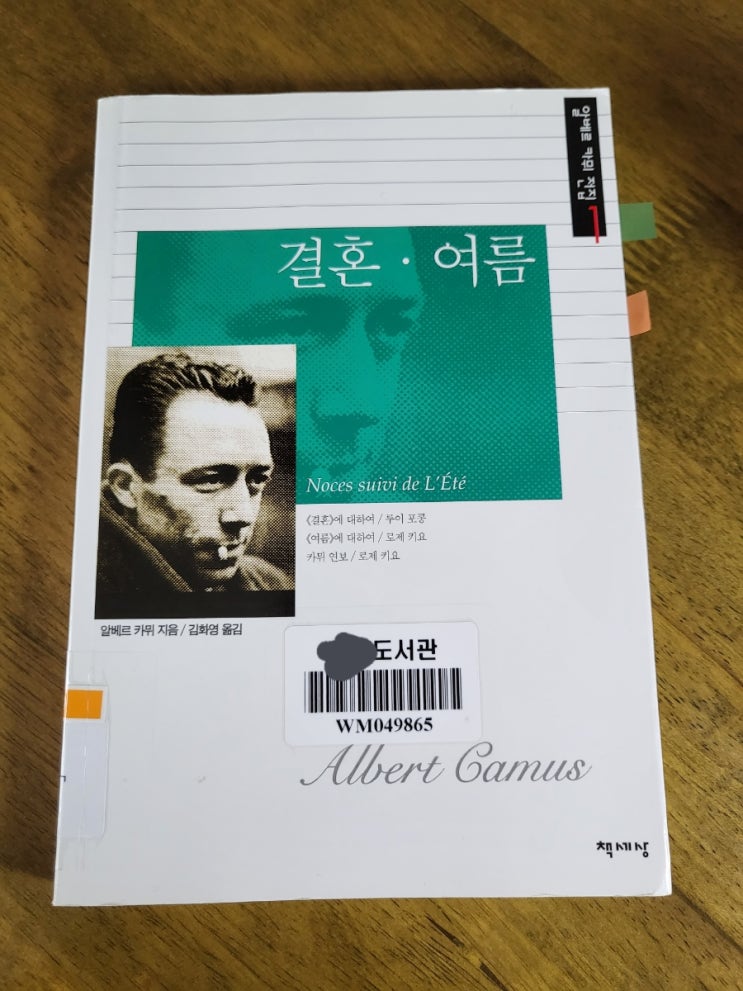 알베르 카뮈 전집 1
결혼·여름
Noces suivi de L'Été
《결혼》에 대하여 / 루이 포콩
《여름》에 대하여 / 로제 키요
카뮈 연보 / 로제 키요
알베르 카뮈 지음 / 김화영 옮김
도서관
WM049865
Albert Camus
책세상